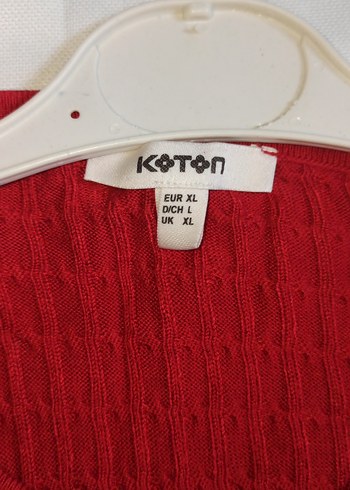 KOTON
EUR XL
D/CH L
UK XL